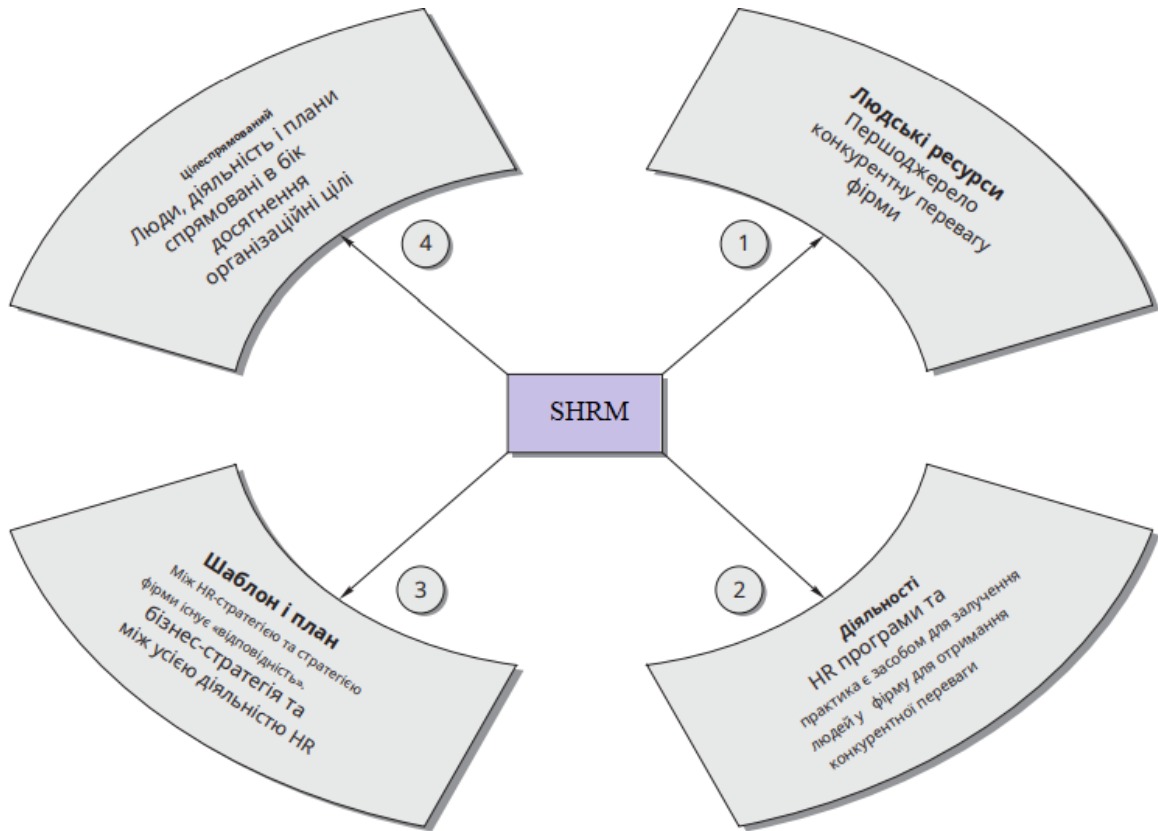 Людські ресурси
Першоджерело
конкурентну перевагу
фірми
1
Діяльності
HR програми та
практика є засобом для залучення
людей у фірму для отримання
конкурентної переваги
2
Шаблон і план
Між HR-стратегією та стратегією
фірми існує «відповідність».
бізнес-стратегія та
між усією діяльністю HR
3
цілеспрямований
Люди, діяльність і плани
спрямовані в бік
досягнення
організаційні цілі
4
SHRM